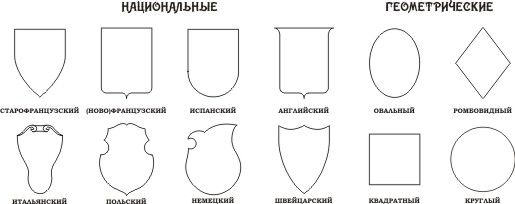 НАЦИОНАЛЬНЫЕ ГЕОМЕТРИЧЕСКИЕ
СТАРОФРАНЦУЗСКИЙ (НОВО)ФРАНЦУЗСКИЙ ИСПАНСКИЙ АНГЛИЙСКИЙ ОВАЛЬНЫЙ РОМБОВИДНЫЙ
ИТАЛЬЯНСКИЙ ПОЛЬСКИЙ НЕМЕЦКИЙ ШВЕЙЦАРСКИЙ КВАДРАТНЫЙ КРУГЛЫЙ